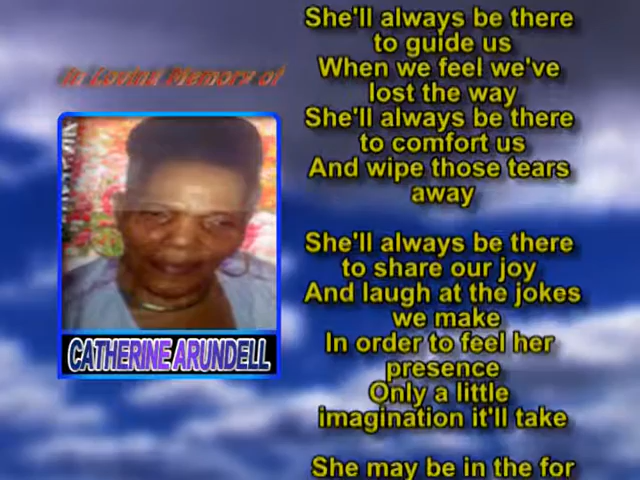 In Loving Memory of
CATHERINE ARUNDELL
She'll always be there
to guide us
When we feel we've
lost the way
She'll always be there
to comfort us
And wipe those tears
away
She'll always be there
to share our joy
And laugh at the jokes
we make
In order to feel her
presence
Only a little
imagination it'll take
She may be in the for